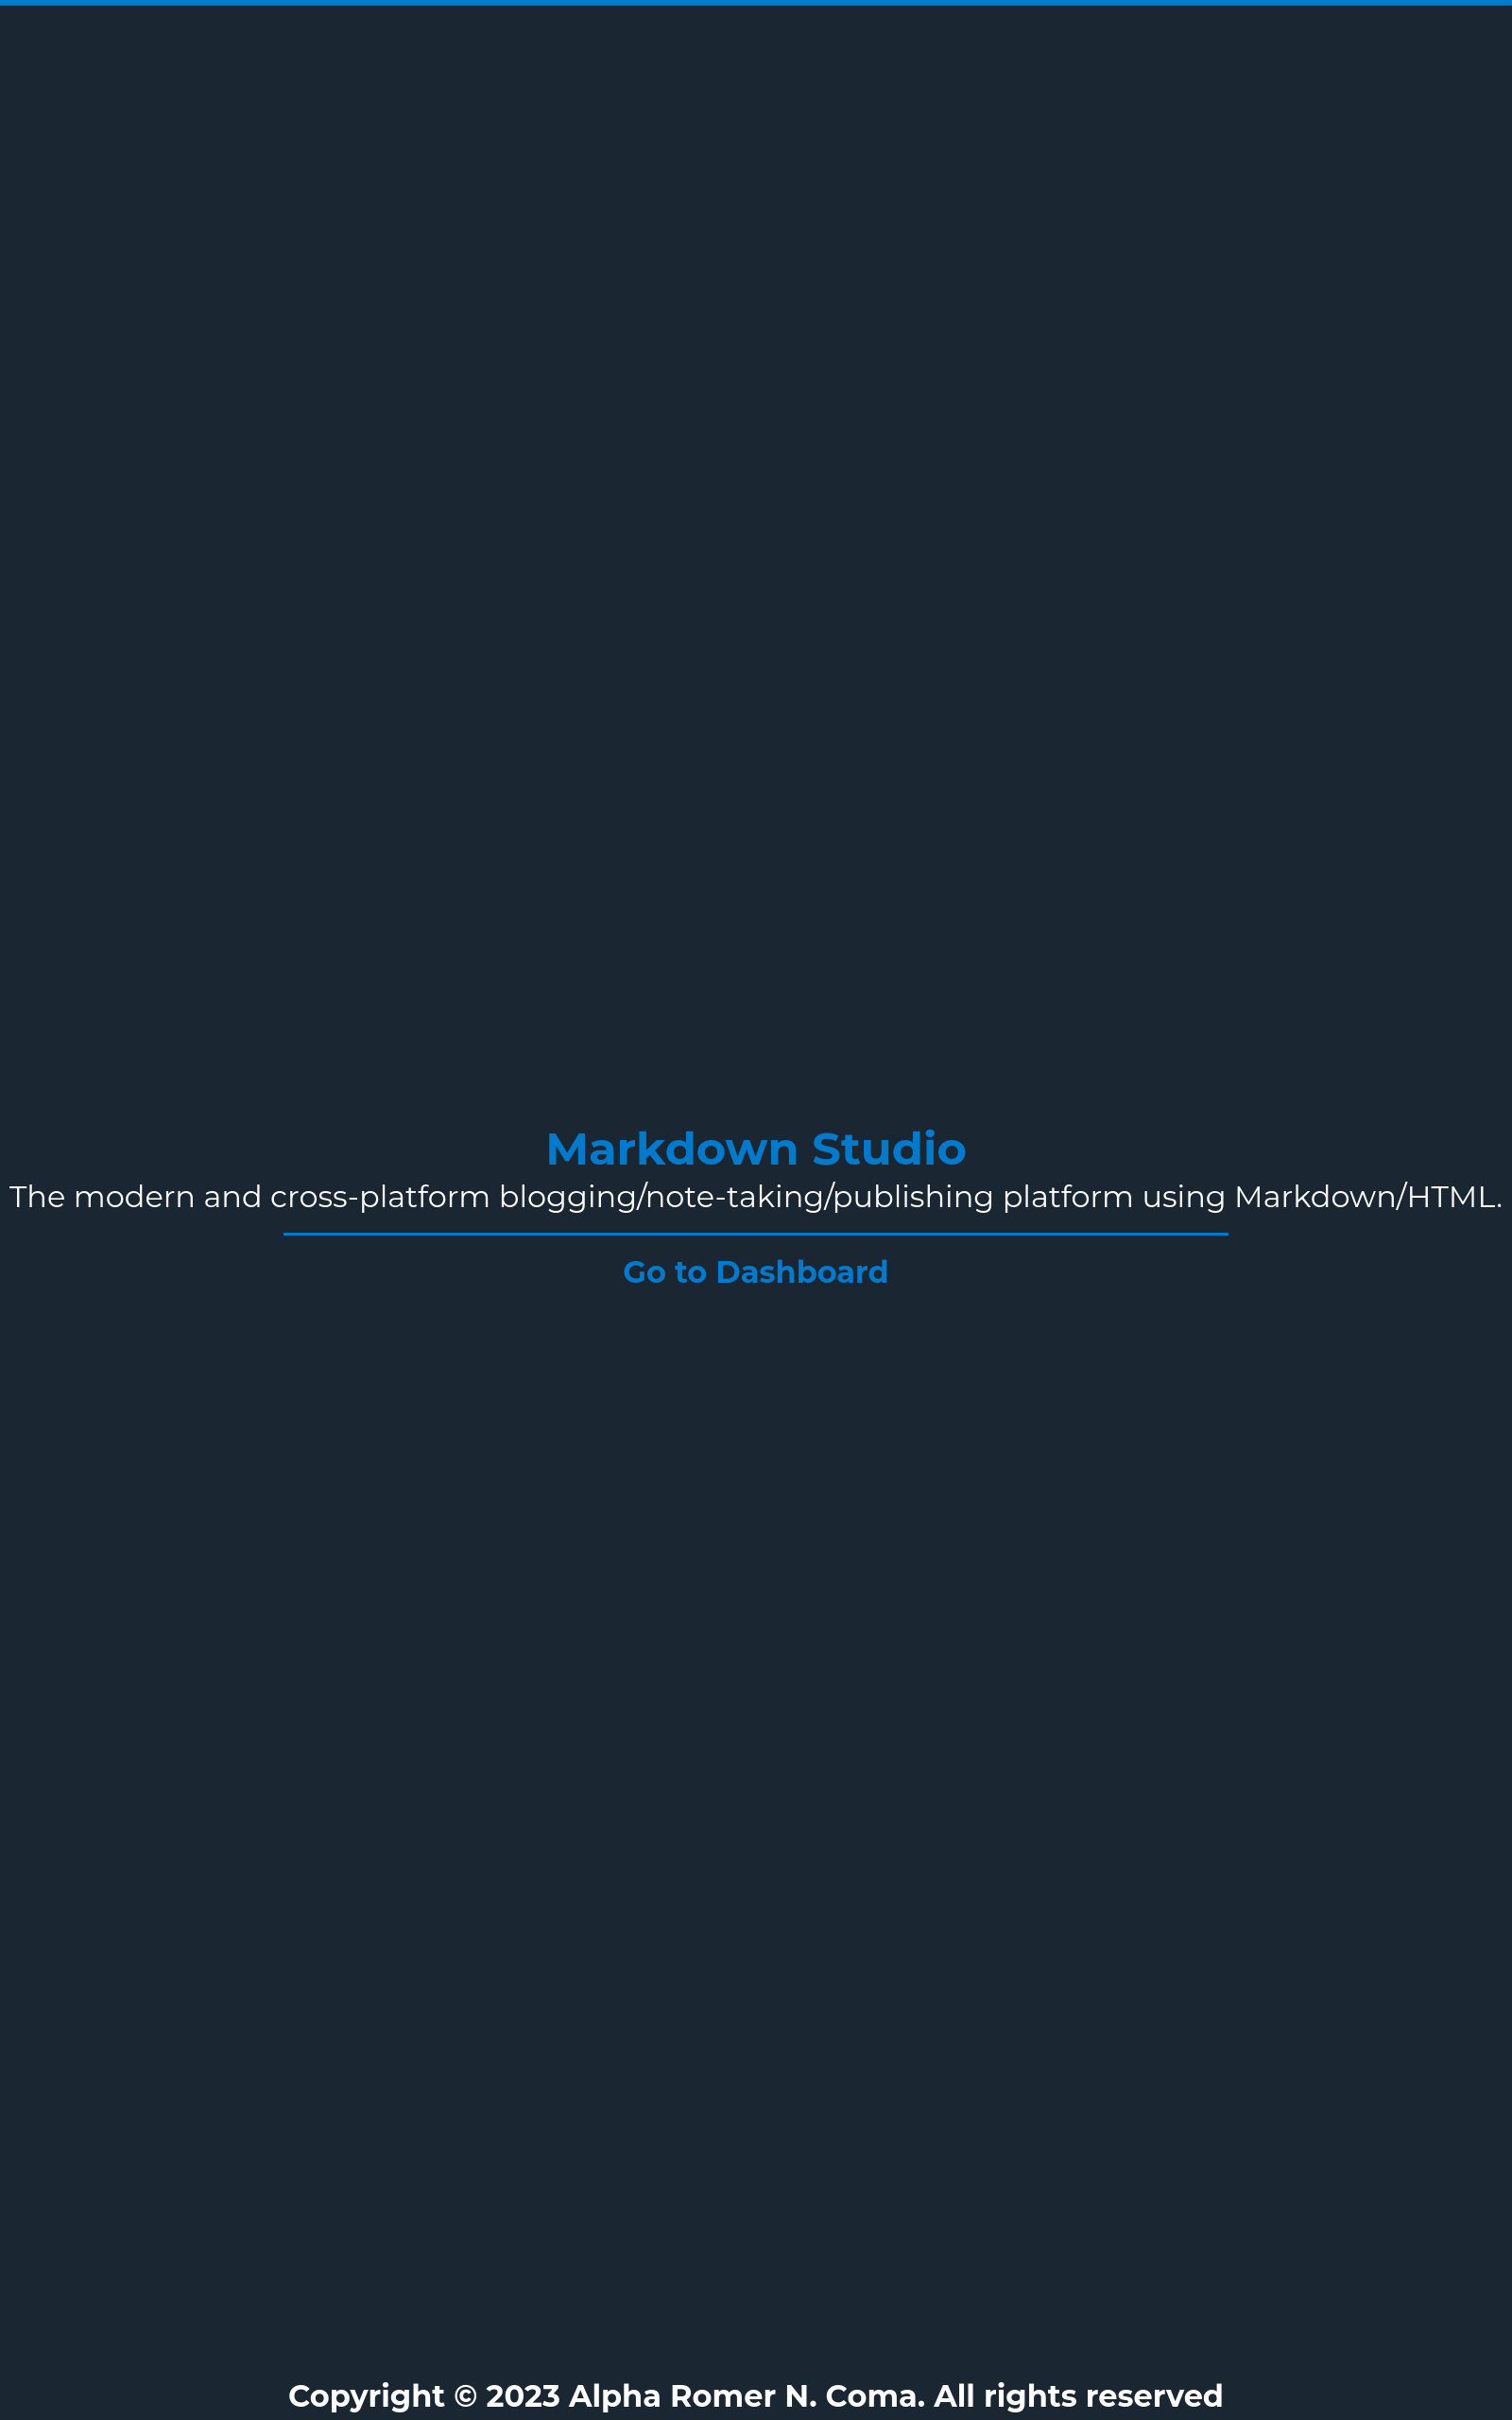 Markdown Studio
The modern and cross-platform blogging/note-taking/publishing platform using Markdown/HTML.
Go to Dashboard
Copyright © 2023 Alpha Romer N. Coma. All rights reserved